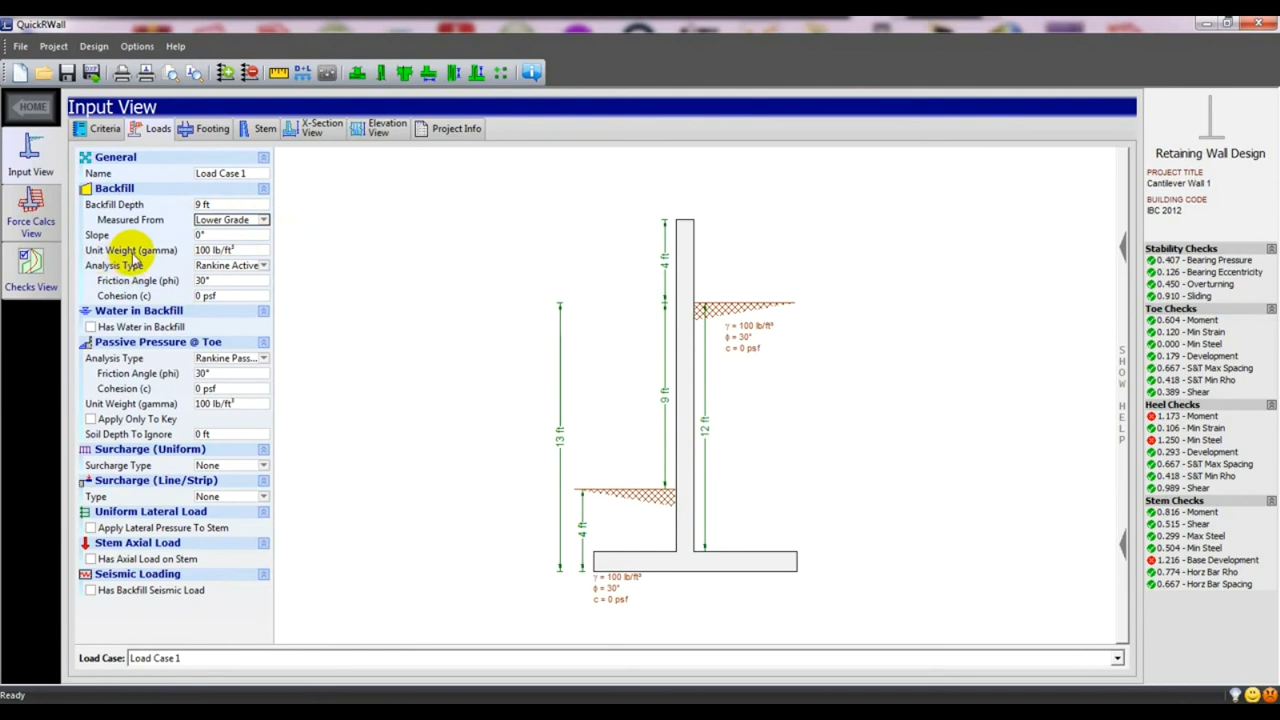 QuickRWall
File Project Design Options Help
D+L
HOME
Input View
Force Calcs View
Checks View
Input View
Criteria Loads Footing Stem X-Section View Elevation View Project Info
General
Name Load Case 1
Backfill
Backfill Depth 9 ft
Measured From Lower Grade
Slope 0°
Unit Weight (gamma) 100 lb/ft³
Analysis Type Rankine Active
Friction Angle (phi) 30°
Cohesion (c) 0 psf
Water in Backfill
Has Water in Backfill
Passive Pressure @ Toe
Analysis Type Rankine Pass...
Friction Angle (phi) 30°
Cohesion (c) 0 psf
Unit Weight (gamma) 100 lb/ft³
Apply Only To Key
Soil Depth To Ignore 0 ft
Surcharge (Uniform)
Surcharge Type None
Surcharge (Line/Strip)
Type None
Uniform Lateral Load
Apply Lateral Pressure To Stem
Stem Axial Load
Has Axial Load on Stem
Seismic Loading
Has Backfill Seismic Load
4 ft
γ = 100 lb/ft³
ϕ = 30°
c = 0 psf
9 ft
12 ft
13 ft
4 ft
γ = 100 lb/ft³
ϕ = 30°
c = 0 psf
SHOW HELP
Load Case: Load Case 1
Retaining Wall Design
PROJECT TITLE
Cantilever Wall 1
BUILDING CODE
IBC 2012
Stability Checks
0.407 - Bearing Pressure
0.126 - Bearing Eccentricity
0.450 - Overturning
0.910 - Sliding
Toe Checks
0.604 - Moment
0.120 - Min Strain
0.000 - Min Steel
0.179 - Development
0.667 - S&T Max Spacing
0.418 - S&T Min Rho
0.389 - Shear
Heel Checks
1.173 - Moment
0.106 - Min Strain
1.250 - Min Steel
0.293 - Development
0.667 - S&T Max Spacing
0.418 - S&T Min Rho
0.989 - Shear
Stem Checks
0.816 - Moment
0.515 - Shear
0.299 - Max Steel
0.504 - Min Steel
1.216 - Base Development
0.774 - Horz Bar Rho
0.667 - Horz Bar Spacing
Ready